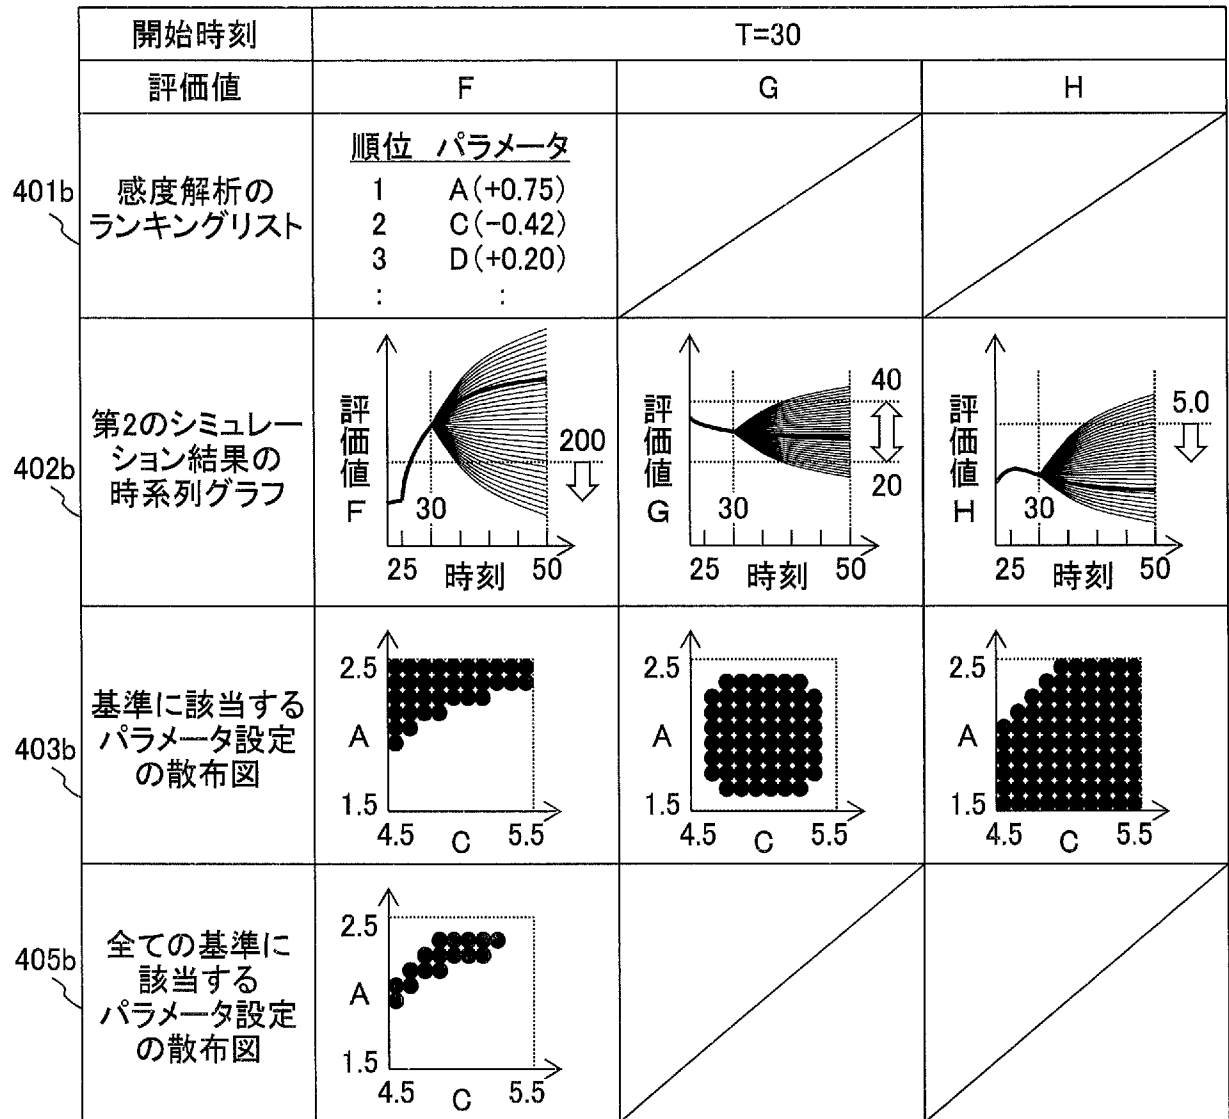 開始時刻
T=30
評価値
F
G
H
401b
感度解析の
ランキングリスト
順位 パラメータ
1 A(+0.75)
2 C(-0.42)
3 D(+0.20)
: :
402b
第2のシミュレー
ション結果の
時系列グラフ
評価値F
200
30
25 時刻 50
評価値G
40
20
30
25 時刻 50
評価値H
5.0
30
25 時刻 50
403b
基準に該当する
パラメータ設定
の散布図
2.5
A
1.5
4.5 C 5.5
2.5
A
1.5
4.5 C 5.5
2.5
A
1.5
4.5 C 5.5
405b
全ての基準に
該当する
パラメータ設定
の散布図
2.5
A
1.5
4.5 C 5.5